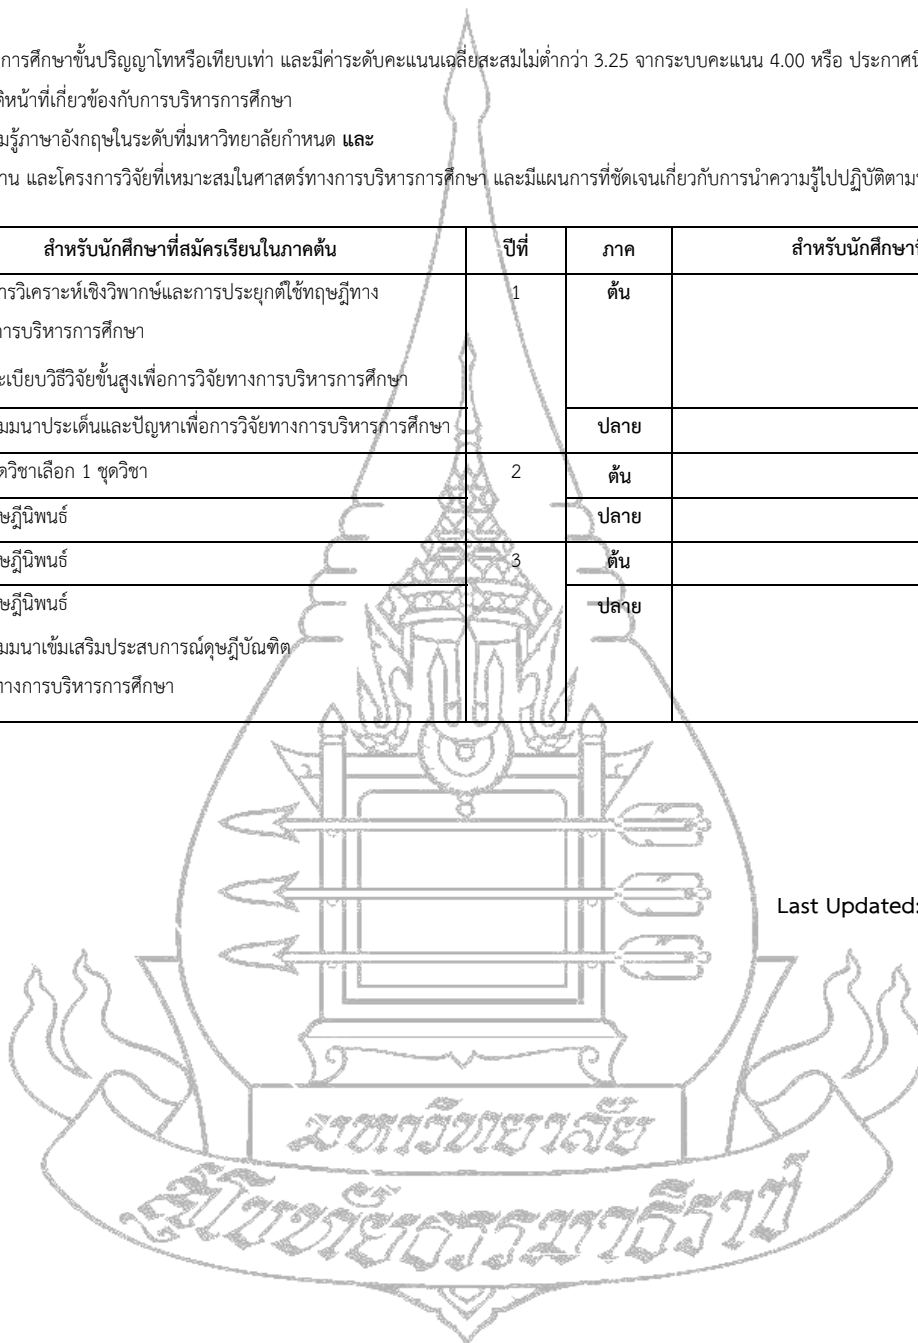 การศึกษาขั้นปริญญาโทหรือเทียบเท่า และมีค่าระดับคะแนนเฉลี่ยสะสมไม่ต่ำกว่า 3.25 จากระบบคะแนน 4.00 หรือ
หน้าที่เกี่ยวข้องกับการบริหารการศึกษา
รู้ภาษาอังกฤษในระดับที่มหาวิทยาลัยกำหนด และ
และโครงการวิจัยที่เหมาะสมในศาสตร์ทางการบริหารการศึกษา และมีแผนการที่ชัดเจนเกี่ยวกับการนำความรู้ไปปฏิบัติตาม
สำหรับนักศึกษาที่สมัครเรียนในภาคต้น ปีที่ ภาค สำหรับนักศึกษา
การวิเคราะห์เชิงวิพากษ์และการประยุกต์ใช้ทฤษฎีทาง 1 ต้น
การบริหารการศึกษา
ะเบียบวิธีวิจัยขั้นสูงเพื่อการวิจัยทางการบริหารการศึกษา
ัมมนาประเด็นและปัญหาเพื่อการวิจัยทางการบริหารการศึกษา ปลาย
ดวิชาเลือก 1 ชุดวิชา 2 ต้น
ษฎีนิพนธ์ ปลาย
ษฎีนิพนธ์ 3 ต้น
ษฎีนิพนธ์ ปลาย
ัมมนาเข้มเสริมประสบการณ์ดุษฎีบัณฑิต
ทางการบริหารการศึกษา
Last Updated:
มหาวิทยาลัย
สุโขทัยธรรมาธิราช